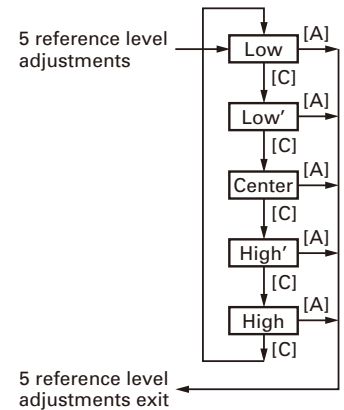 5 reference level
adjustments
Low
[A]
[C]
Low’
[A]
[C]
Center
[A]
[C]
High’
[A]
[C]
High
[A]
[C]
5 reference level
adjustments exit